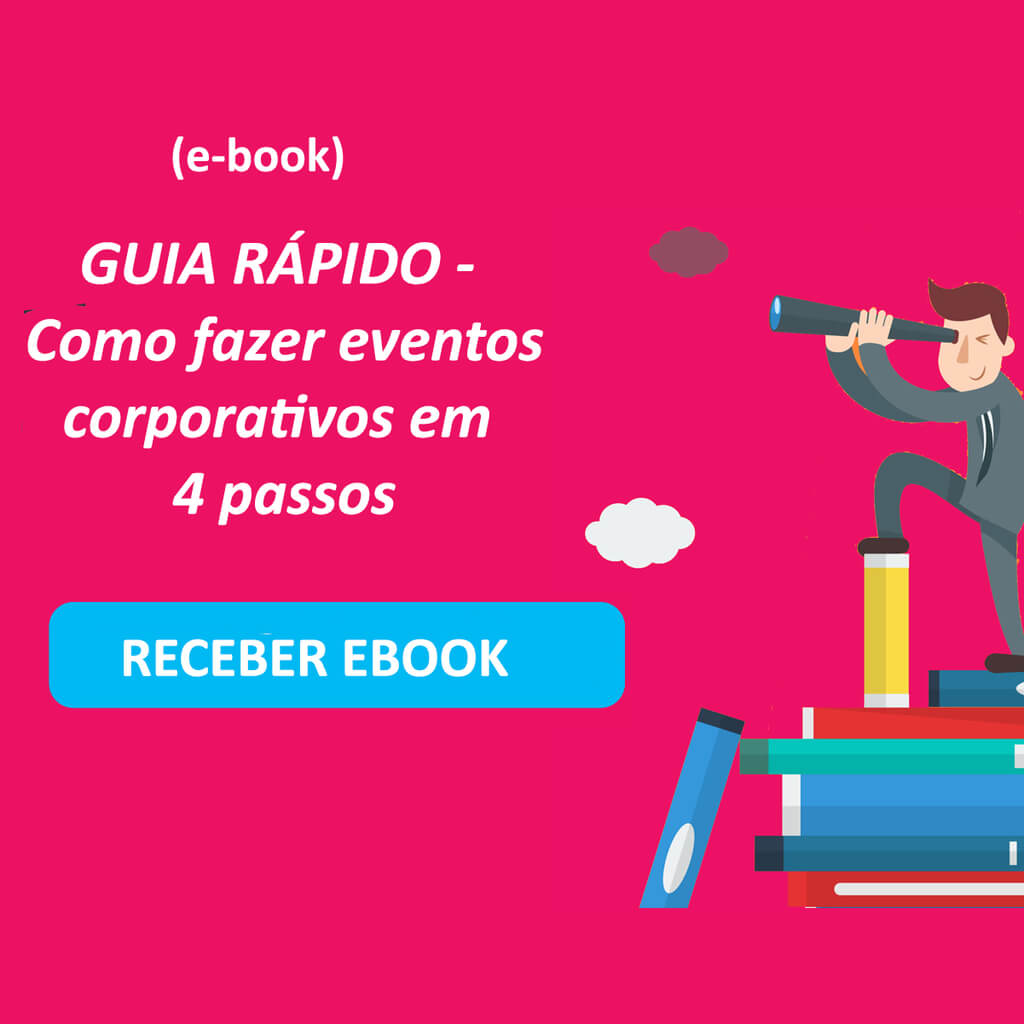 (e-book)
GUIA RÁPIDO -
Como fazer eventos
corporativos em
4 passos
RECEBER EBOOK